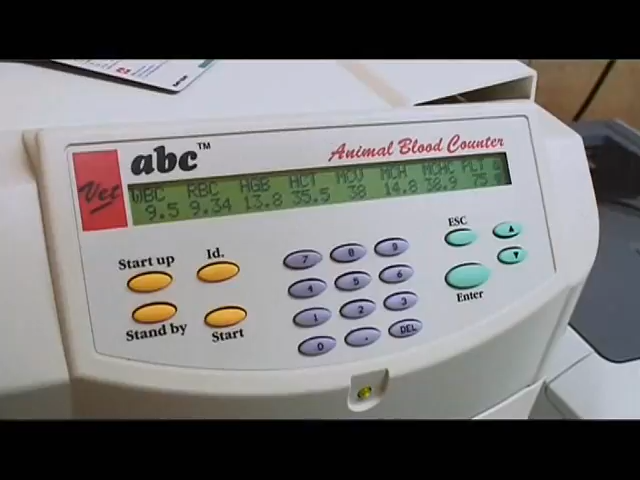 abc™
Animal Blood Counter
Vet
WBC RBC HGB HCT MCV MCH MCHC PLT
9.5 9.34 13.8 35.5 38 14.8 38.9 75
Start up
Id.
Stand by
Start
7 8 9
4 5 6
1 2 3
0 . DEL
ESC
Enter